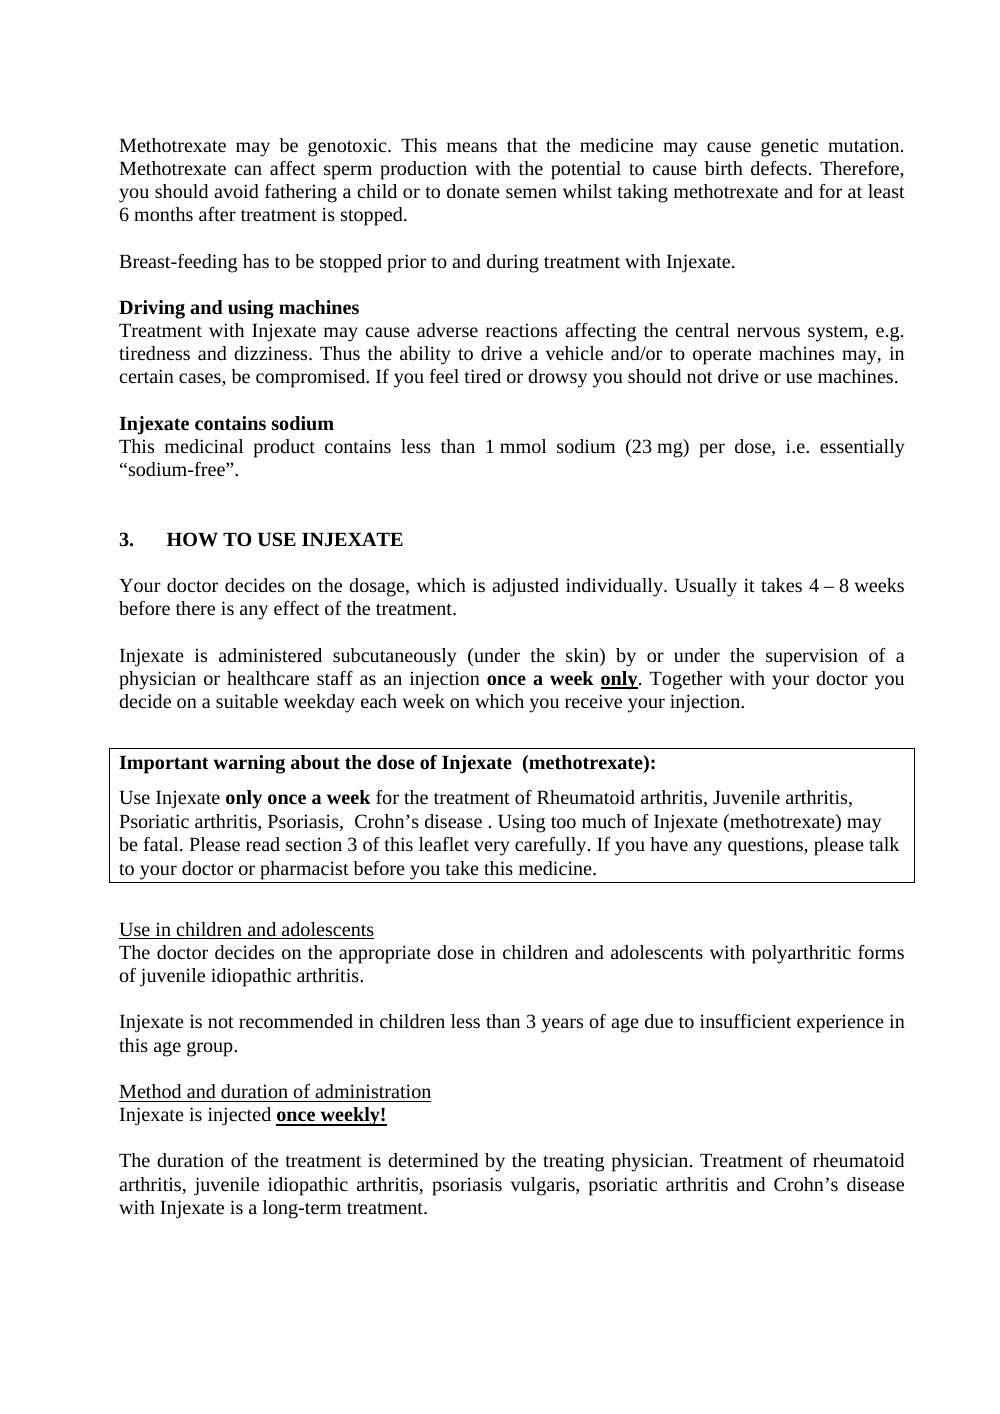 Methotrexate may be genotoxic. This means that the medicine may cause genetic mutation.
Methotrexate can affect sperm production with the potential to cause birth defects. Therefore,
you should avoid fathering a child or to donate semen whilst taking methotrexate and for at least
6 months after treatment is stopped.
Breast-feeding has to be stopped prior to and during treatment with Injexate.
Driving and using machines
Treatment with Injexate may cause adverse reactions affecting the central nervous system, e.g.
tiredness and dizziness. Thus the ability to drive a vehicle and/or to operate machines may, in
certain cases, be compromised. If you feel tired or drowsy you should not drive or use machines.
Injexate contains sodium
This medicinal product contains less than 1 mmol sodium (23 mg) per dose, i.e. essentially
“sodium-free”.
3. HOW TO USE INJEXATE
Your doctor decides on the dosage, which is adjusted individually. Usually it takes 4 – 8 weeks
before there is any effect of the treatment.
Injexate is administered subcutaneously (under the skin) by or under the supervision of a
physician or healthcare staff as an injection once a week only. Together with your doctor you
decide on a suitable weekday each week on which you receive your injection.
Important warning about the dose of Injexate  (methotrexate):
Use Injexate only once a week for the treatment of Rheumatoid arthritis, Juvenile arthritis,
Psoriatic arthritis, Psoriasis,  Crohn’s disease . Using too much of Injexate (methotrexate) may
be fatal. Please read section 3 of this leaflet very carefully. If you have any questions, please talk
to your doctor or pharmacist before you take this medicine.
Use in children and adolescents
The doctor decides on the appropriate dose in children and adolescents with polyarthritic forms
of juvenile idiopathic arthritis.
Injexate is not recommended in children less than 3 years of age due to insufficient experience in
this age group.
Method and duration of administration
Injexate is injected once weekly!
The duration of the treatment is determined by the treating physician. Treatment of rheumatoid
arthritis, juvenile idiopathic arthritis, psoriasis vulgaris, psoriatic arthritis and Crohn’s disease
with Injexate is a long-term treatment.